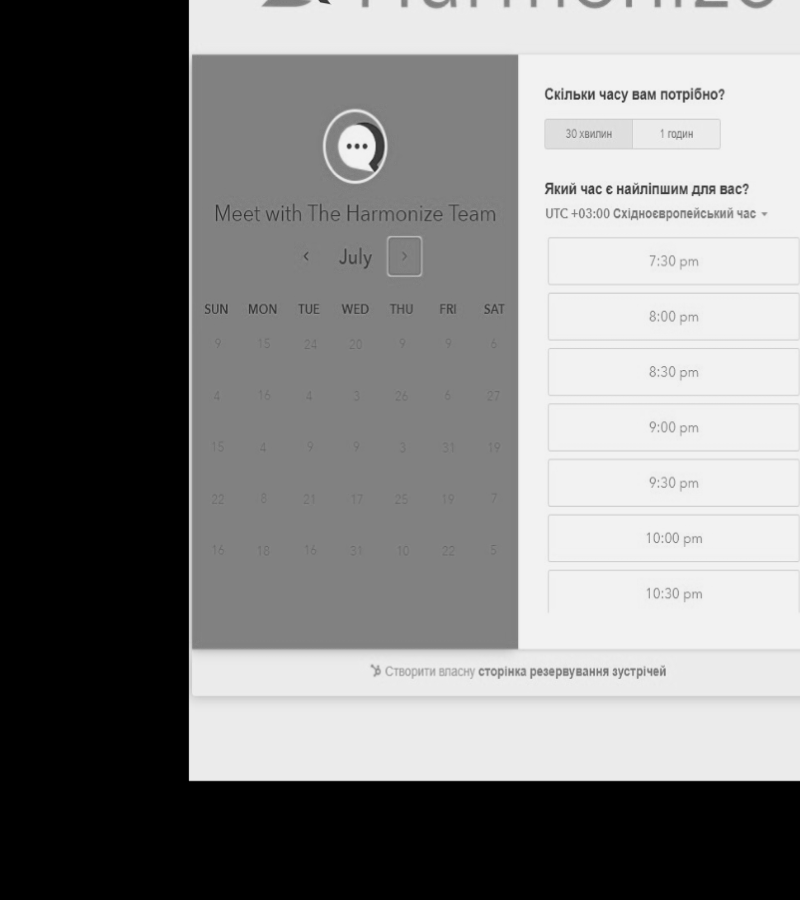 Harmonize
Meet with The Harmonize Team
July
SUN MON TUE WED THU FRI SAT
9 15 24 20 9 9 6
4 16 4 3 26 6 27
15 4 9 9 3 31 19
22 8 21 17 25 19 7
16 18 16 31 10 22 5
Скільки часу вам потрібно?
30 хвилин 1 годин
Який час є найліпшим для вас?
UTC +03:00 Східноєвропейський час
7:30 pm
8:00 pm
8:30 pm
9:00 pm
9:30 pm
10:00 pm
10:30 pm
Створити власну сторінка резервування зустрічей